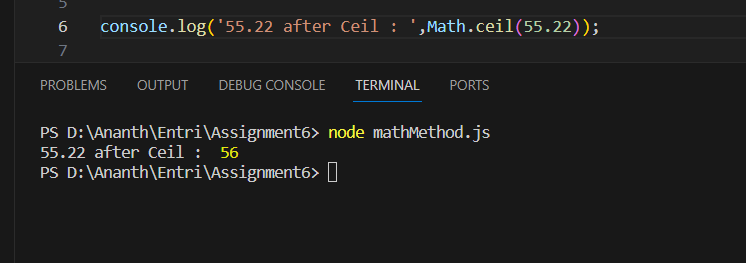 5
6 console.log('55.22 after Ceil : ',Math.ceil(55.22));
7
PROBLEMS OUTPUT DEBUG CONSOLE TERMINAL PORTS
PS D:\Ananth\Entri\Assignment6> node mathMethod.js
55.22 after Ceil :  56
PS D:\Ananth\Entri\Assignment6>